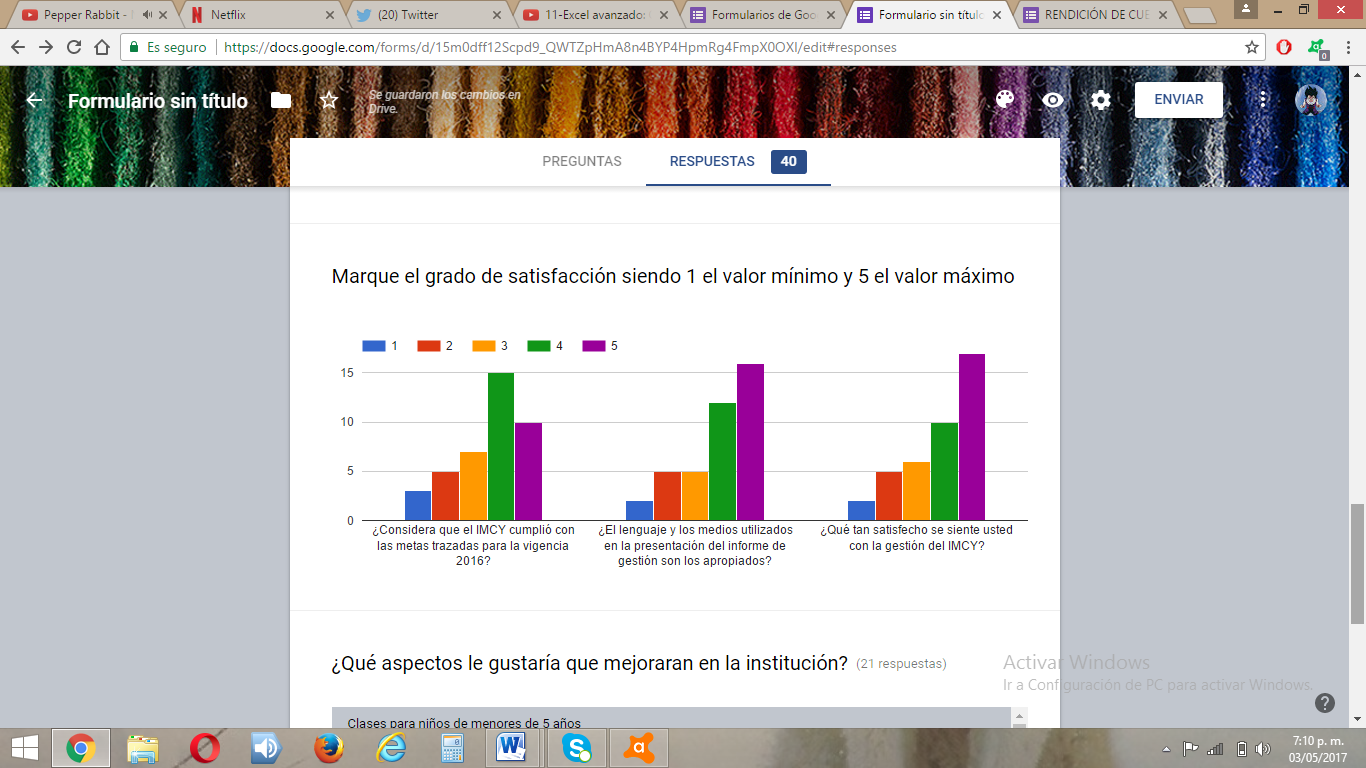 Pepper Rabbit -
Netflix
(20) Twitter
11-Excel avanzado:
Formularios de Goo
Formulario sin título
RENDICIÓN DE CUE
Es seguro
https://docs.google.com/forms/d/15m0dff12Scpd9_QWTZpHmA8n4BYP4HpmRg4FmpX0OXI/edit#responses
0
Formulario sin título
Se guardaron los cambios en
Drive.
ENVIAR
PREGUNTAS
RESPUESTAS
40
Marque el grado de satisfacción siendo 1 el valor mínimo y 5 el valor máximo
1 2 3 4 5
15
10
5
0
¿Considera que el IMCY cumplió con
las metas trazadas para la vigencia
2016?
¿El lenguaje y los medios utilizados
en la presentación del informe de
gestión son los apropiados?
¿Qué tan satisfecho se siente usted
con la gestión del IMCY?
¿Qué aspectos le gustaría que mejoraran en la institución? (21 respuestas)
Clases para niños de menores de 5 años
Activar Windows
Ir a Configuración de PC para activar Windows.
7:10 p. m.
03/05/2017